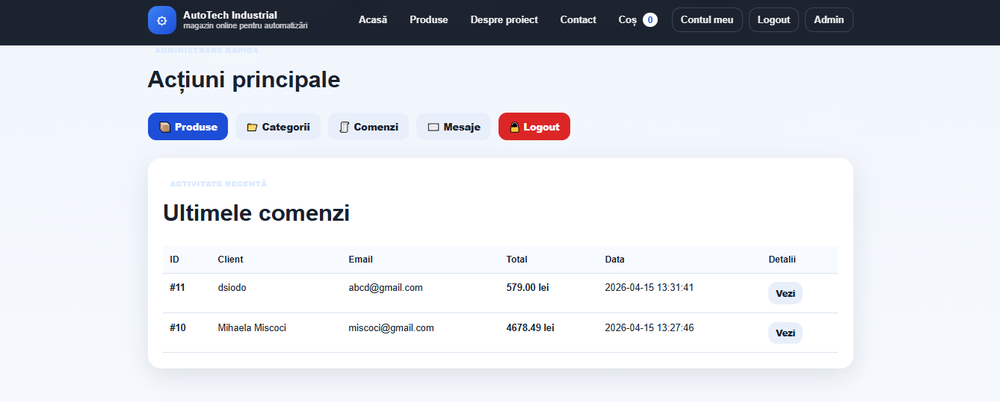 AutoTech Industrial
magazin online pentru automatizări
Acasă Produse Despre proiect Contact Coș 0 Contul meu Logout Admin
ADMINISTRARE RAPIDĂ
Acțiuni principale
Produse Categorii Comenzi Mesaje Logout
ACTIVITATE RECENTĂ
Ultimele comenzi
ID Client Email Total Data Detalii
#11 dsiodo abcd@gmail.com 579.00 lei 2026-04-15 13:31:41 Vezi
#10 Mihaela Miscoci miscoci@gmail.com 4678.49 lei 2026-04-15 13:27:46 Vezi